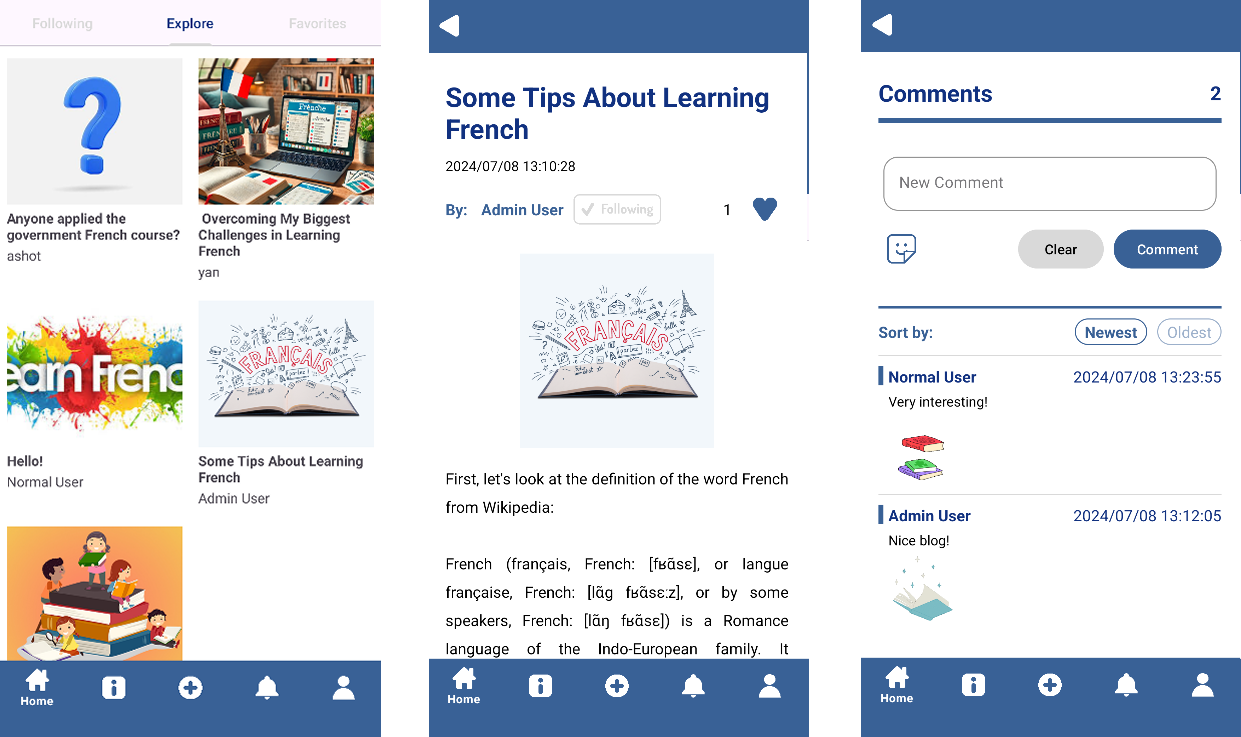 Following
Explore
Favorites
Anyone applied the
government French course?
ashot
Overcoming My Biggest
Challenges in Learning
French
yan
earn Frenc
Hello!
Normal User
FRANÇAIS
Some Tips About Learning
French
Admin User
Home
Some Tips About Learning
French
2024/07/08 13:10:28
By: Admin User Following 1
FRANÇAIS
First, let's look at the definition of the word French
from Wikipedia:
French (français, French: [fʁɑ̃sɛ], or langue
française, French: [lɑ̃ɡ fʁɑ̃sɛːz], or by some
speakers, French: [lɑ̃ŋ fʁɑ̃sɛ]) is a Romance
language of the Indo-European family. It
Home
Comments 2
New Comment
Clear Comment
Sort by: Newest Oldest
Normal User 2024/07/08 13:23:55
Very interesting!
Admin User 2024/07/08 13:12:05
Nice blog!
Home